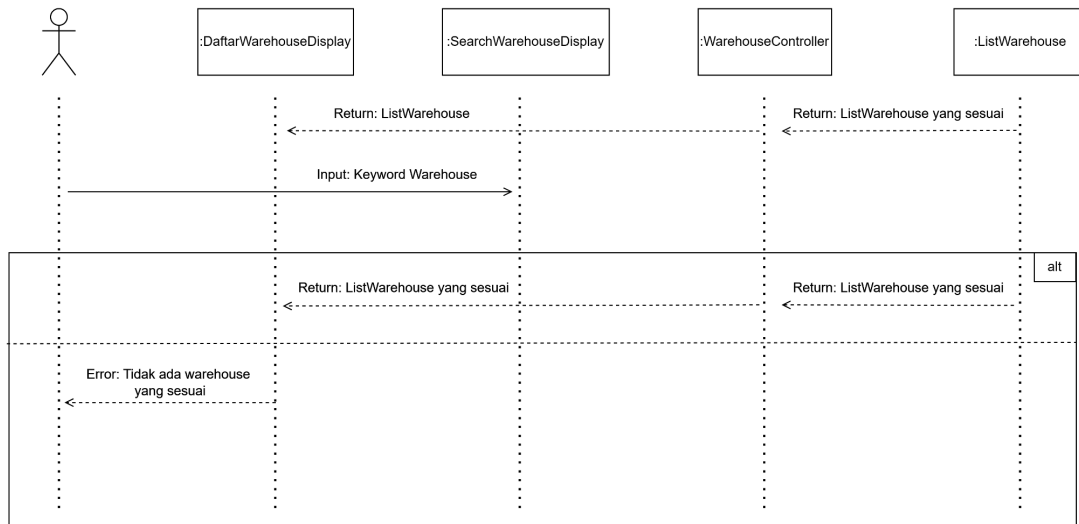 :DaftarWarehouseDisplay
:SearchWarehouseDisplay
:WarehouseController
:ListWarehouse
Return: ListWarehouse
Return: ListWarehouse yang sesuai
Input: Keyword Warehouse
alt
Return: ListWarehouse yang sesuai
Return: ListWarehouse yang sesuai
Error: Tidak ada warehouse
yang sesuai